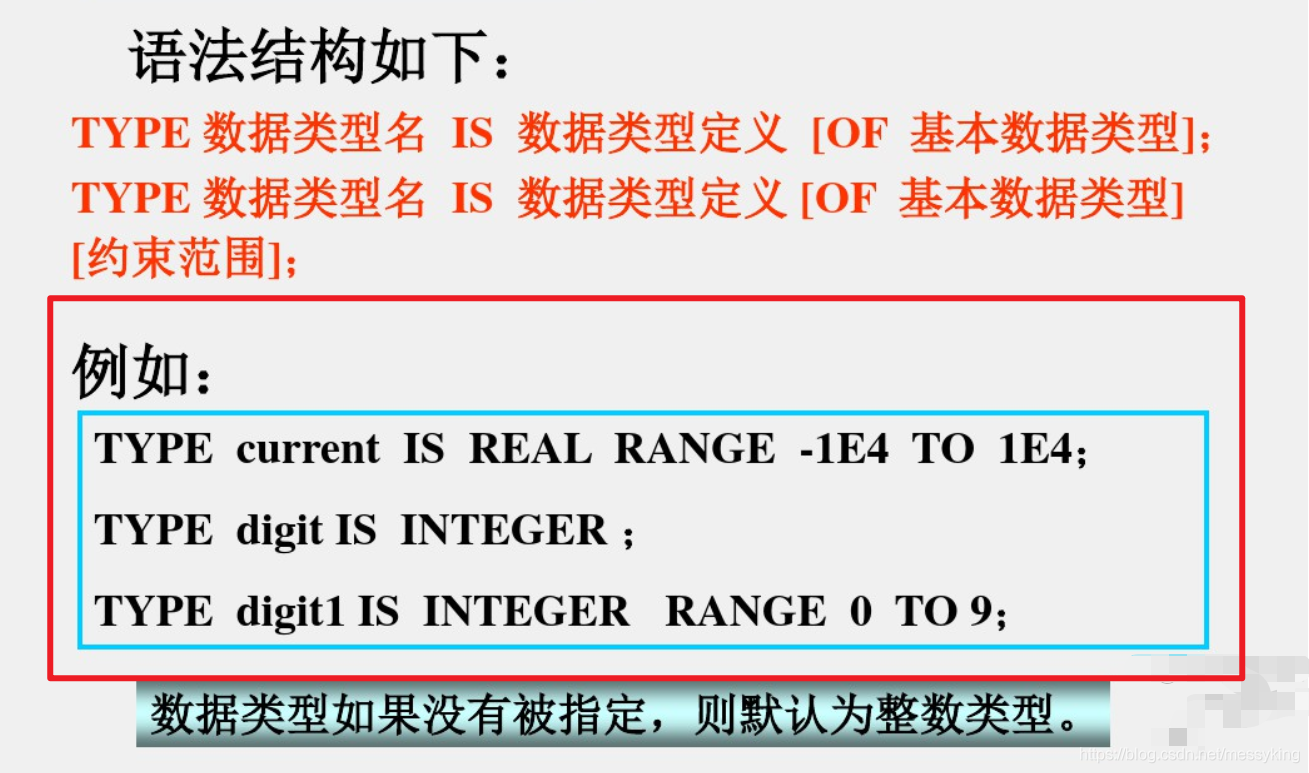 语法结构如下：
TYPE 数据类型名 IS 数据类型定义 [OF 基本数据类型]；
TYPE 数据类型名 IS 数据类型定义 [OF 基本数据类型]
[约束范围]；
例如：
TYPE current IS REAL RANGE -1E4 TO 1E4；
TYPE digit IS INTEGER ；
TYPE digit1 IS INTEGER RANGE 0 TO 9；
数据类型如果没有被指定，则默认为整数类型。
https://blog.csdn.net/messyking